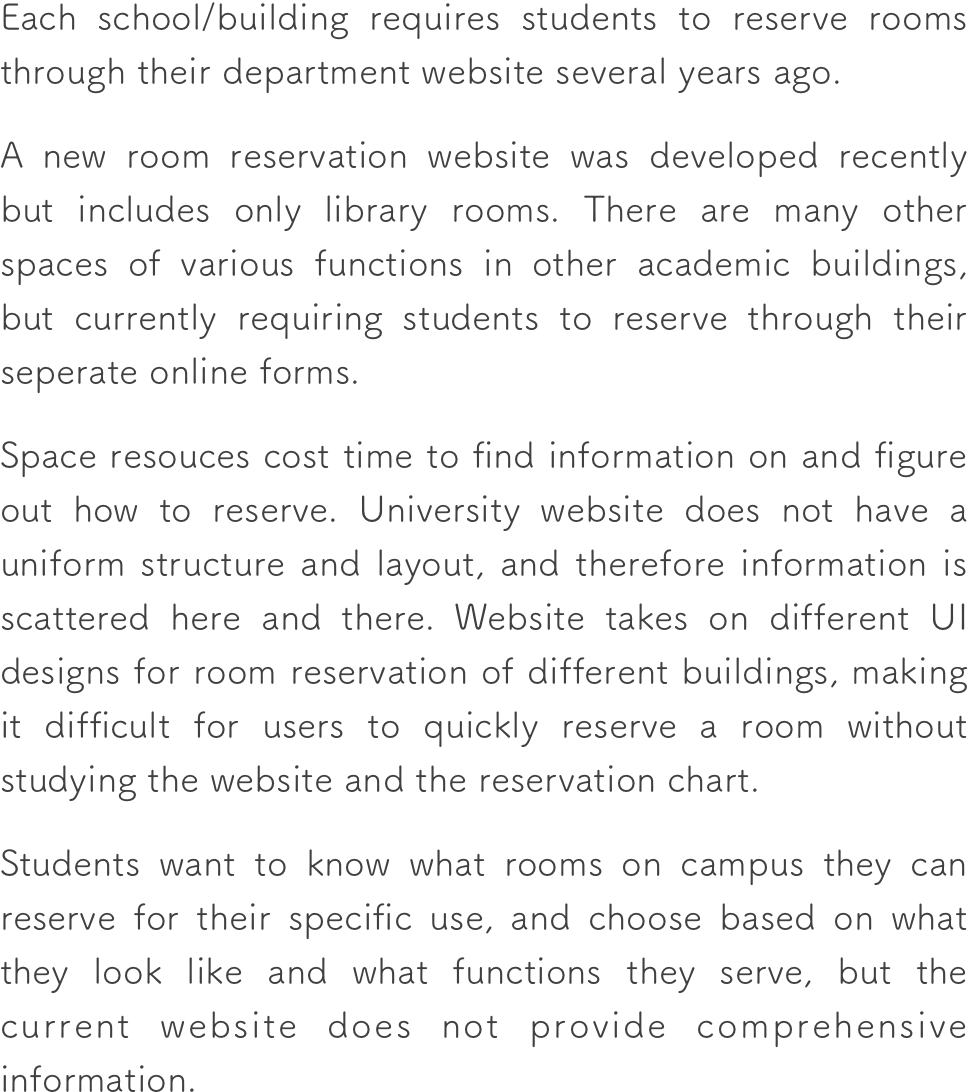 Each school/building requires students to reserve rooms
through their department website several years ago.
A new room reservation website was developed recently
but includes only library rooms. There are many other
spaces of various functions in other academic buildings,
but currently requiring students to reserve through their
seperate online forms.
Space resouces cost time to find information on and figure
out how to reserve. University website does not have a
uniform structure and layout, and therefore information is
scattered here and there. Website takes on different UI
designs for room reservation of different buildings, making
it difficult for users to quickly reserve a room without
studying the website and the reservation chart.
Students want to know what rooms on campus they can
reserve for their specific use, and choose based on what
they look like and what functions they serve, but the
current website does not provide comprehensive
information.